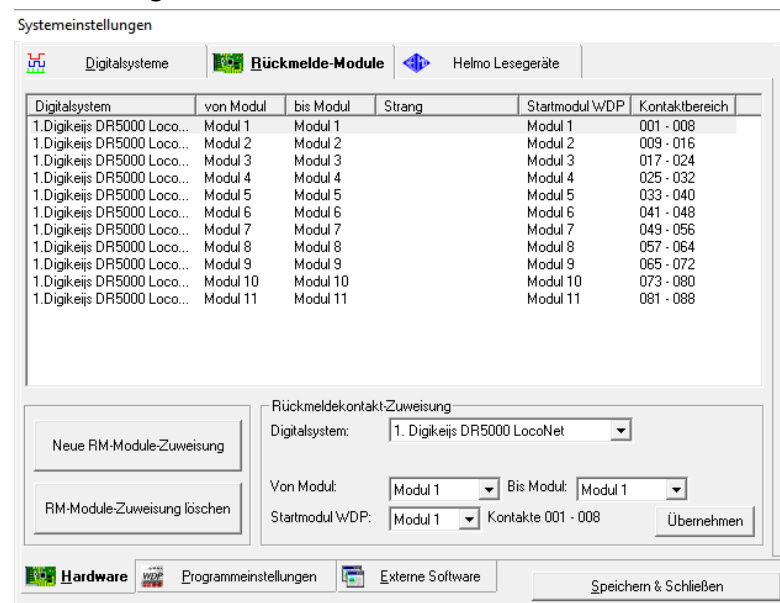 Systemeinstellungen
Digitalsysteme Rückmelde-Module Helmo Lesegeräte
Digitalsystem von Modul bis Modul Strang Startmodul WDP Kontaktbereich
1.Digikeijs DR5000 Loco... Modul 1 Modul 1 Modul 1 001 - 008
1.Digikeijs DR5000 Loco... Modul 2 Modul 2 Modul 2 009 - 016
1.Digikeijs DR5000 Loco... Modul 3 Modul 3 Modul 3 017 - 024
1.Digikeijs DR5000 Loco... Modul 4 Modul 4 Modul 4 025 - 032
1.Digikeijs DR5000 Loco... Modul 5 Modul 5 Modul 5 033 - 040
1.Digikeijs DR5000 Loco... Modul 6 Modul 6 Modul 6 041 - 048
1.Digikeijs DR5000 Loco... Modul 7 Modul 7 Modul 7 049 - 056
1.Digikeijs DR5000 Loco... Modul 8 Modul 8 Modul 8 057 - 064
1.Digikeijs DR5000 Loco... Modul 9 Modul 9 Modul 9 065 - 072
1.Digikeijs DR5000 Loco... Modul 10 Modul 10 Modul 10 073 - 080
1.Digikeijs DR5000 Loco... Modul 11 Modul 11 Modul 11 081 - 088
Neue RM-Module-Zuweisung
RM-Module-Zuweisung löschen
Rückmeldekontakt-Zuweisung
Digitalsystem: 1. Digikeijs DR5000 LocoNet
Von Modul: Modul 1 Bis Modul: Modul 1
Startmodul WDP: Modul 1 Kontakte 001 - 008 Übernehmen
Hardware WDP Programmeinstellungen Externe Software
Speichern & Schließen